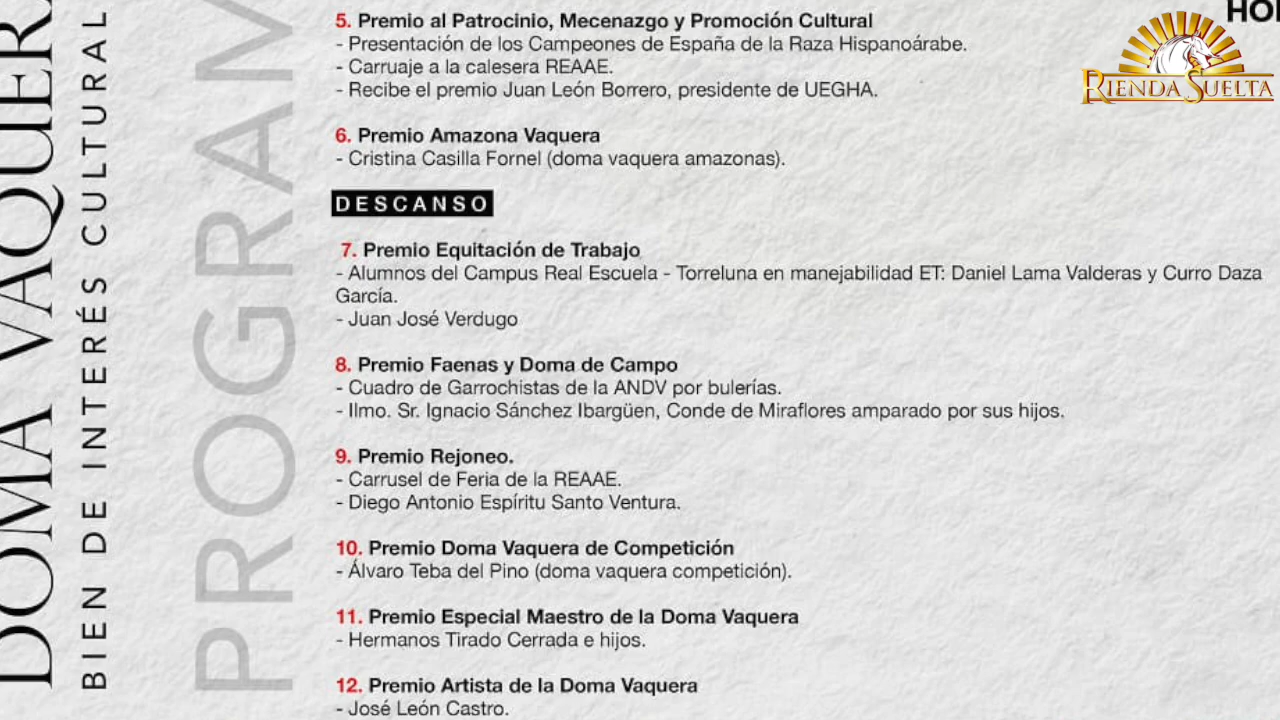 DOMA VAQUERA
BIEN DE INTERÉS CULTURAL
PROGRAM
5. Premio al Patrocinio, Mecenazgo y Promoción Cultural
- Presentación de los Campeones de España de la Raza Hispanoárabe.
- Carruaje a la calesera REAAE.
- Recibe el premio Juan León Borrero, presidente de UEGHA.
6. Premio Amazona Vaquera
- Cristina Casilla Fornel (doma vaquera amazonas).
DESCANSO
7. Premio Equitación de Trabajo
- Alumnos del Campus Real Escuela - Torreluna en manejabilidad ET: Daniel Lama Valderas y Curro Daza
García.
- Juan José Verdugo
8. Premio Faenas y Doma de Campo
- Cuadro de Garrochistas de la ANDV por bulerías.
- Ilmo. Sr. Ignacio Sánchez Ibargüen, Conde de Miraflores amparado por sus hijos.
9. Premio Rejoneo.
- Carrusel de Feria de la REAAE.
- Diego Antonio Espíritu Santo Ventura.
10. Premio Doma Vaquera de Competición
- Álvaro Teba del Pino (doma vaquera competición).
11. Premio Especial Maestro de la Doma Vaquera
- Hermanos Tirado Cerrada e hijos.
12. Premio Artista de la Doma Vaquera
- José León Castro.
RIENDA SUELTA